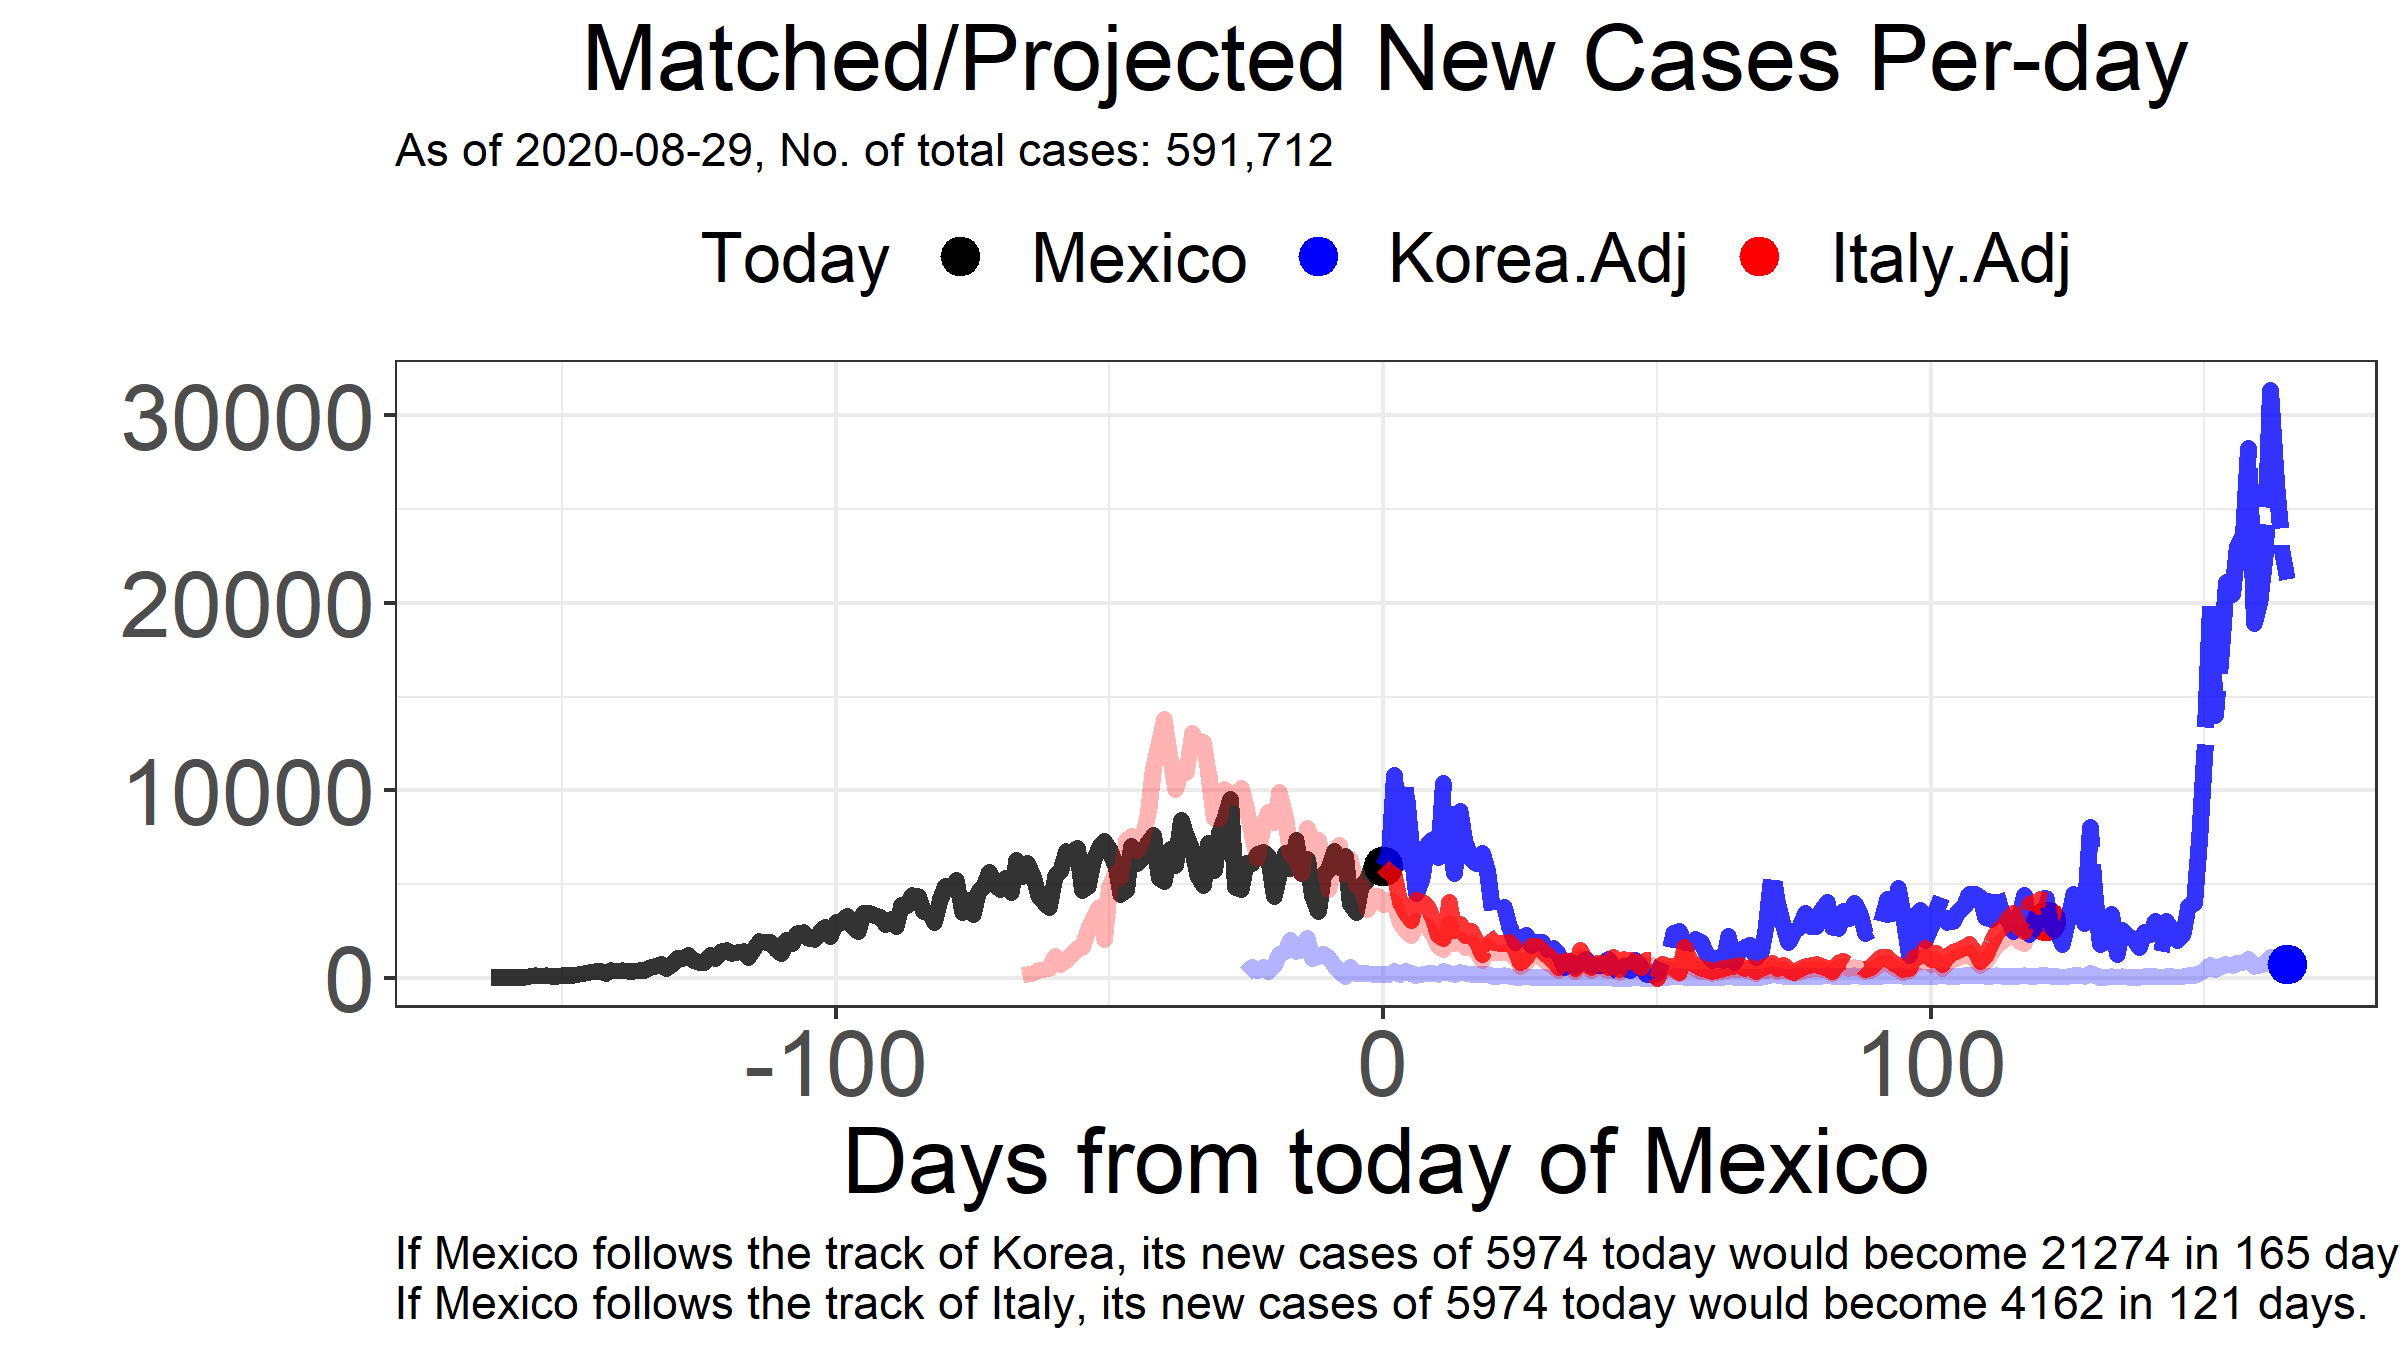 Matched/Projected New Cases Per-day
As of 2020-08-29, No. of total cases: 591,712
Today Mexico Korea.Adj Italy.Adj
30000
20000
10000
0
-100 0 100
Days from today of Mexico
If Mexico follows the track of Korea, its new cases of 5974 today would become 21274 in 165 day
If Mexico follows the track of Italy, its new cases of 5974 today would become 4162 in 121 days.